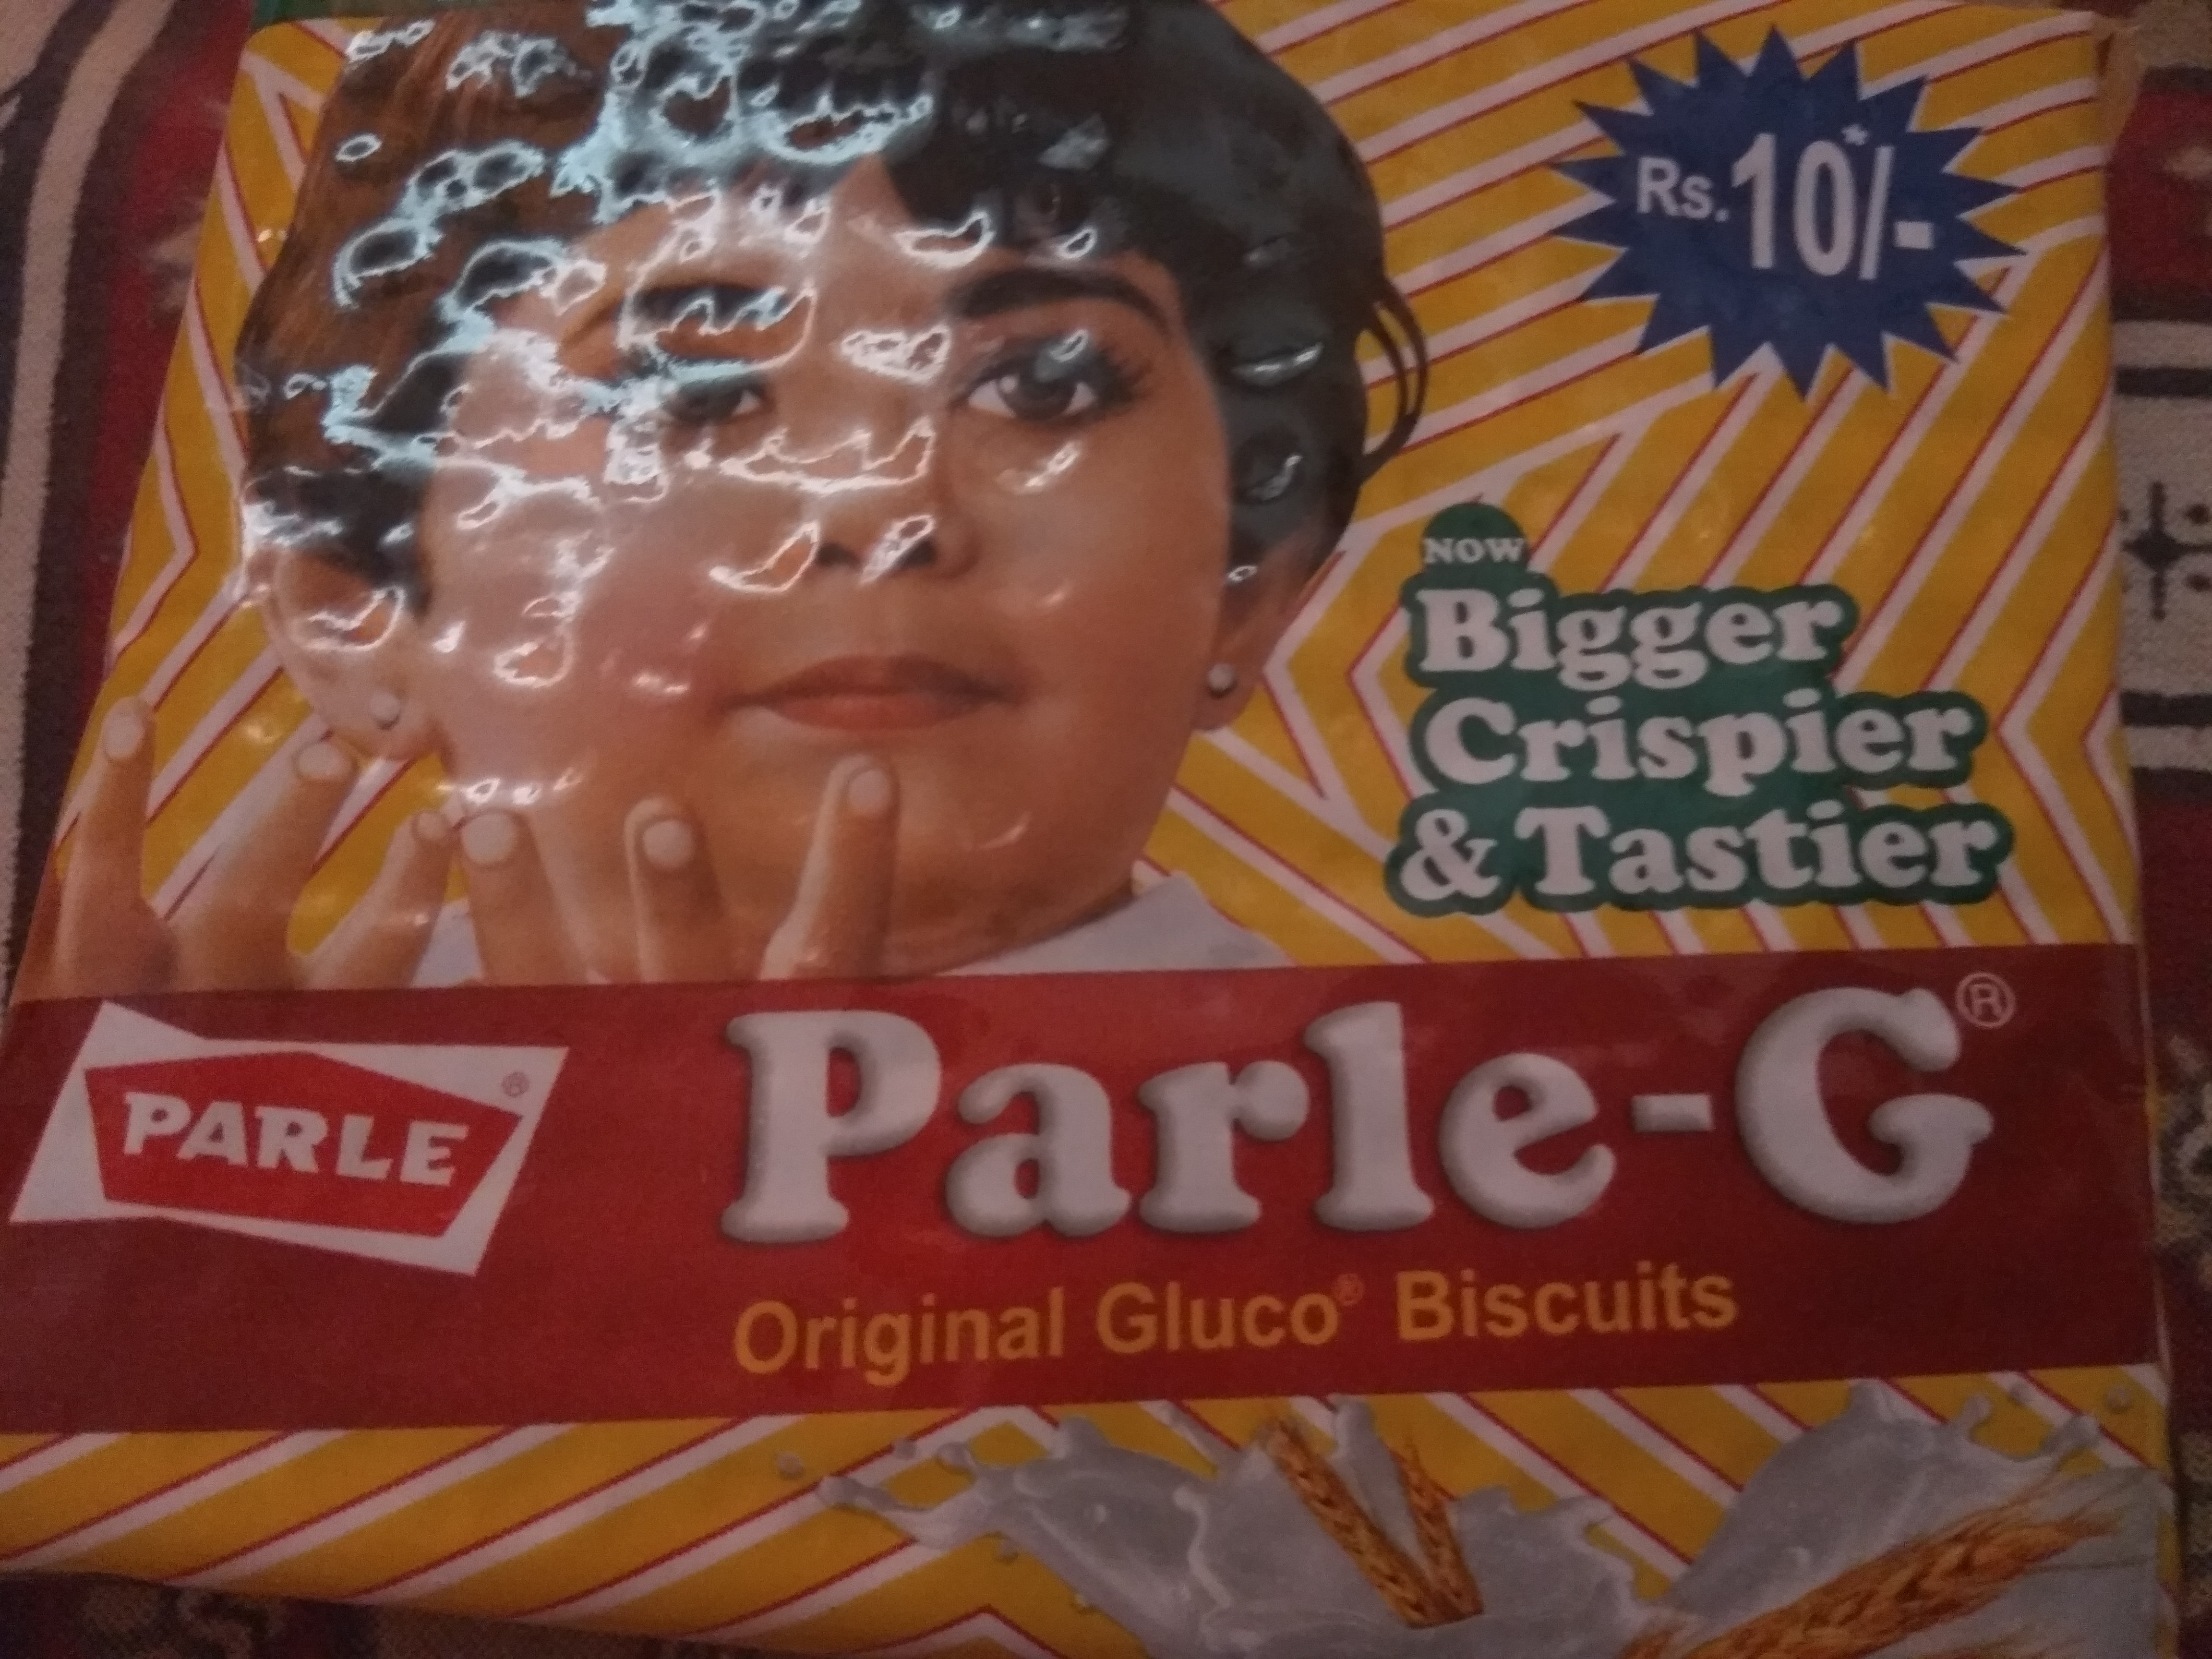 Rs. 10*/-
NOW
Bigger
Crispier
& Tastier
PARLE®
Parle-G®
Original Gluco® Biscuits